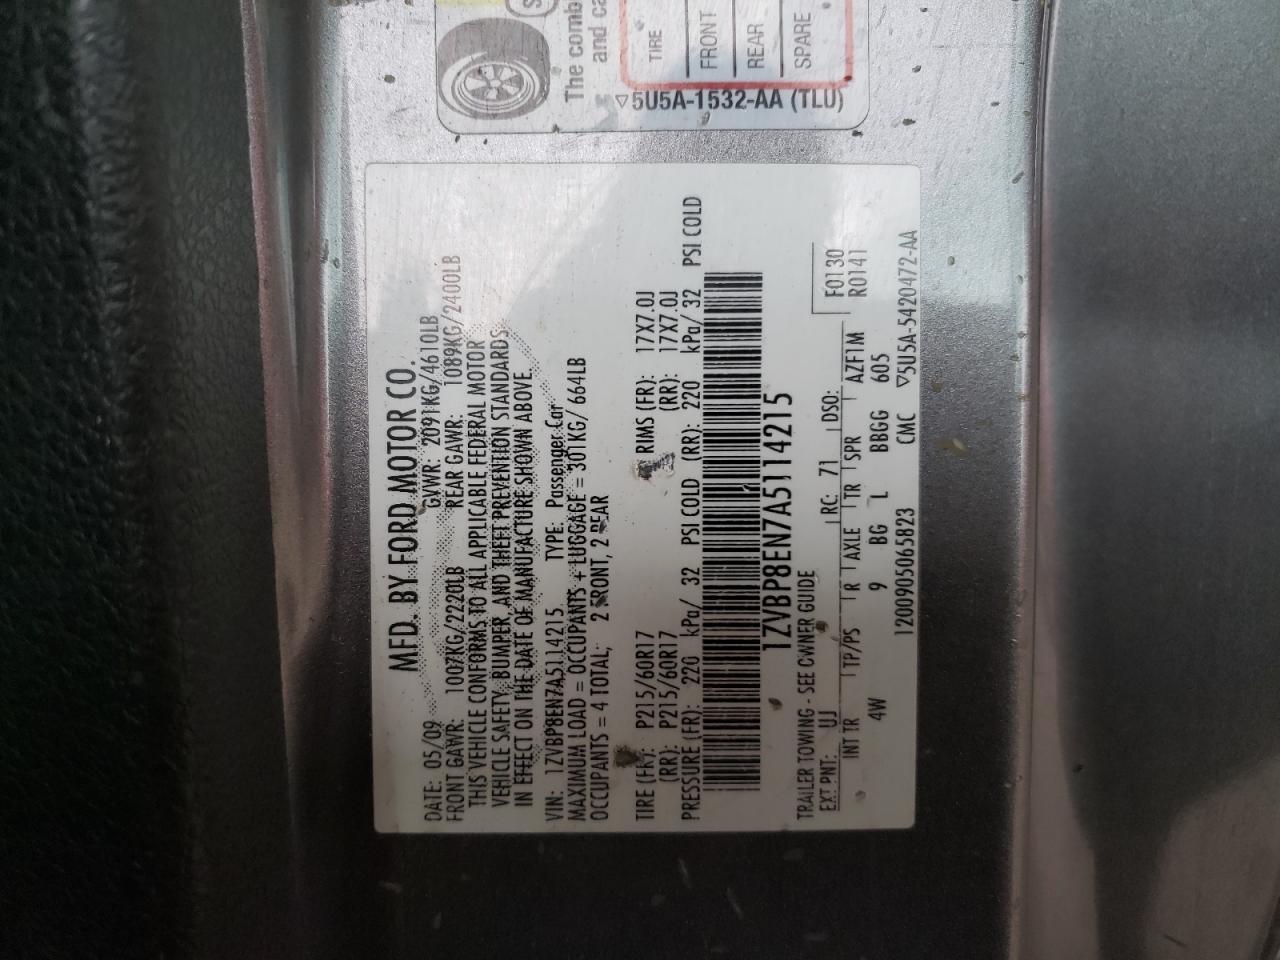 MFD. BY FORD MOTOR CO.
DATE: 05/09 GVWR: 2091KG/4610LB
FRONT GAWR: 1007KG/2220LB REAR GAWR: 1089KG/2400LB
THIS VEHICLE CONFORMS TO ALL APPLICABLE FEDERAL MOTOR
VEHICLE SAFETY, BUMPER, AND THEFT PREVENTION STANDARDS
IN EFFECT ON THE DATE OF MANUFACTURE SHOWN ABOVE.
VIN: 1ZVBP8EN7A5114215 TYPE: Passenger Car
MAXIMUM LOAD = OCCUPANTS + LUGGAGE = 301KG/ 664LB
OCCUPANTS = 4 TOTAL; 2 FRONT, 2 REAR
TIRE (FR): P215/60R17 RIMS (FR): 17X7.0J
(RR): P215/60R17 (RR): 17X7.0J
PRESSURE (FR): 220 kPa/ 32 PSI COLD (RR): 220 kPa/ 32 PSI COLD
1ZVBP8EN7A5114215
TRAILER TOWING - SEE OWNER GUIDE
EXT PNT: UJ RC: 71 DSO: F0130
R0141
INT TR TP/PS R AXLE TR SPR AZF1M
4W 9 BG L BBGG 605
1200905065823 CMC ▽5U5A-5420472-AA
The comb
and ca
TIRE
FRONT
REAR
SPARE
▽5U5A-1532-AA (TLU)